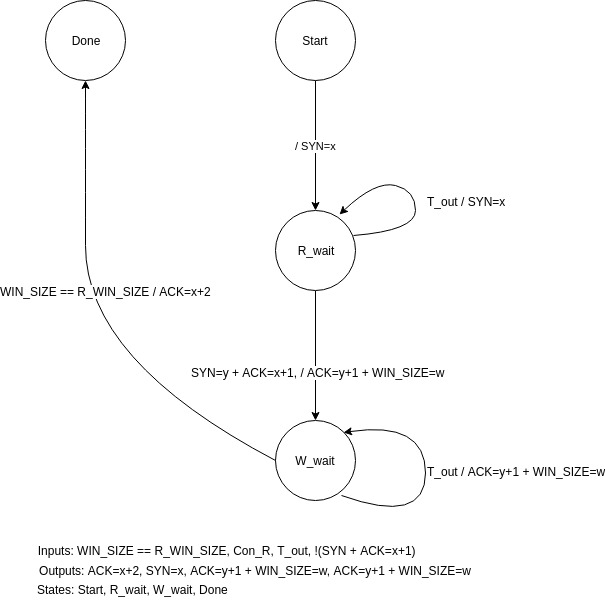 Done
Start
/ SYN=x
T_out / SYN=x
R_wait
WIN_SIZE == R_WIN_SIZE / ACK=x+2
SYN=y + ACK=x+1, / ACK=y+1 + WIN_SIZE=w
W_wait
T_out / ACK=y+1 + WIN_SIZE=w
Inputs: WIN_SIZE == R_WIN_SIZE, Con_R, T_out, !(SYN + ACK=x+1)
Outputs: ACK=x+2, SYN=x, ACK=y+1 + WIN_SIZE=w, ACK=y+1 + WIN_SIZE=w
States: Start, R_wait, W_wait, Done